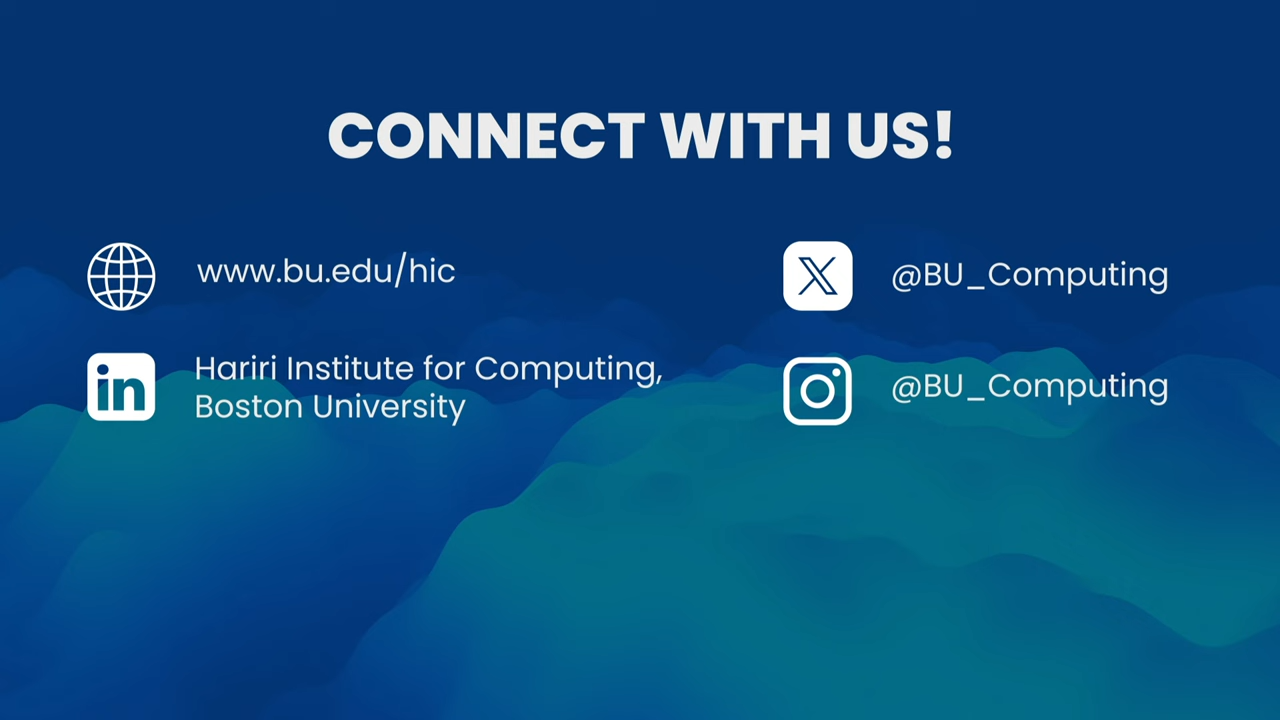 CONNECT WITH US!
www.bu.edu/hic
Hariri Institute for Computing,
Boston University
@BU_Computing
@BU_Computing